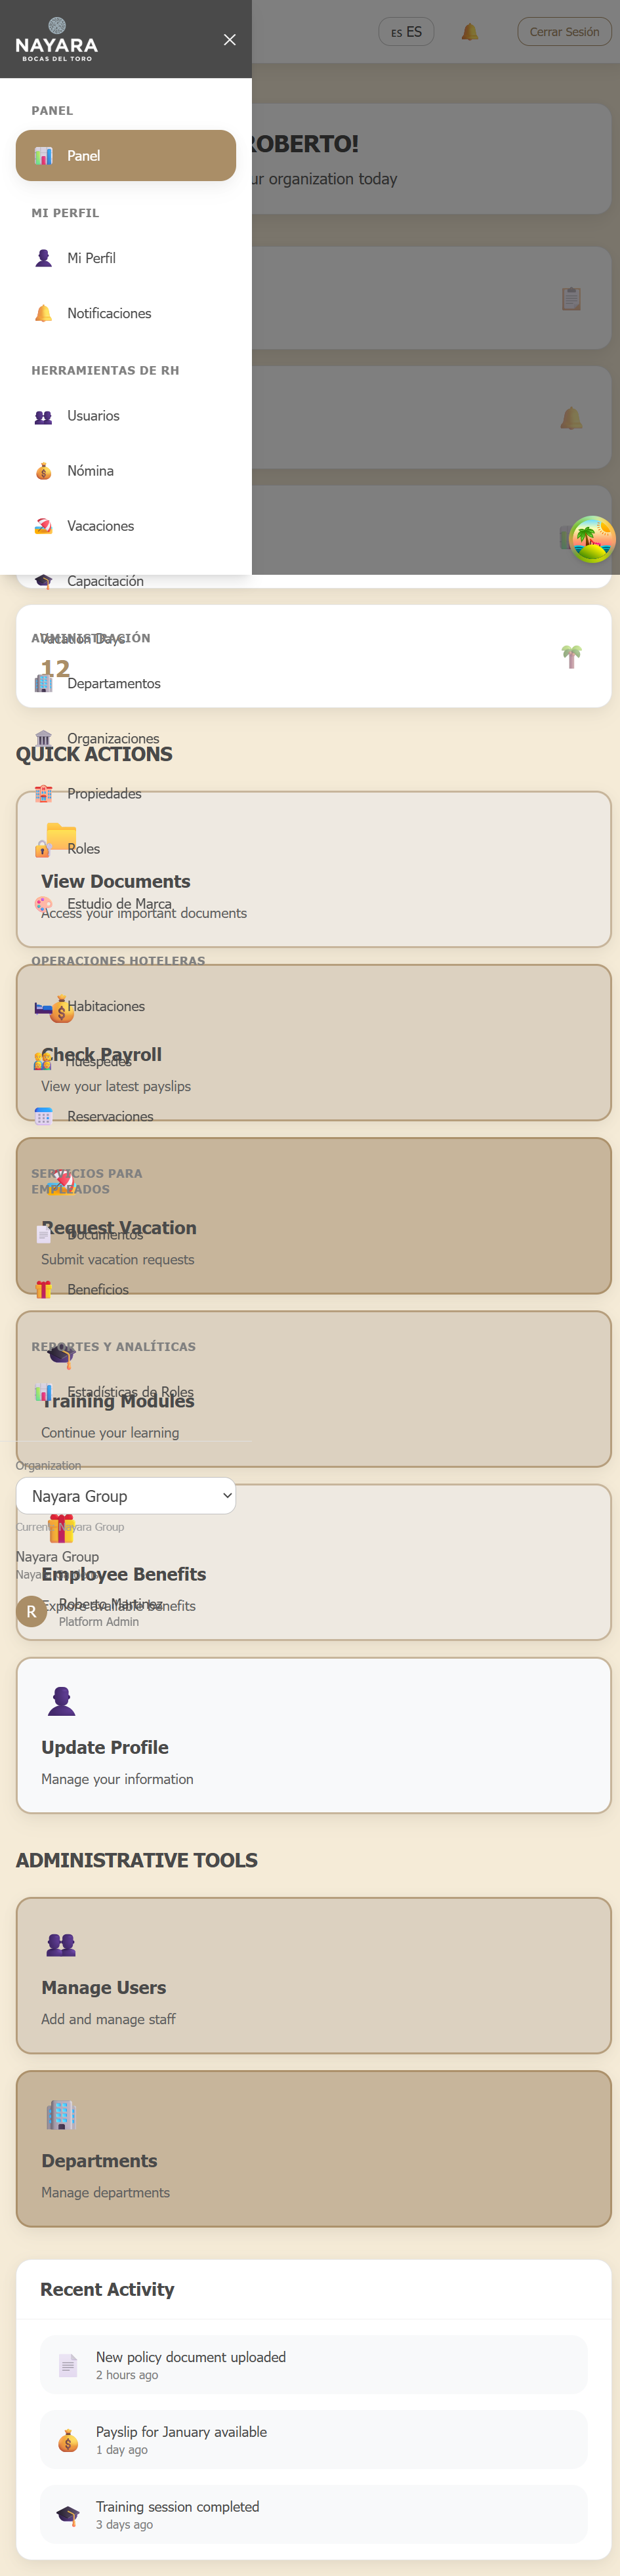 NAYARA
BOCAS DEL TORO
ES ES
Cerrar Sesión
PANEL
Panel
ROBERTO!
ur organization today
MI PERFIL
Mi Perfil
Notificaciones
HERRAMIENTAS DE RH
Usuarios
Nómina
Vacaciones
Capacitación
ADMINISTRACIÓN
Vacation Days
12
Departamentos
Organizaciones
QUICK ACTIONS
Propiedades
Roles
View Documents
Estudio de Marca
Access your important documents
OPERACIONES HOTELERAS
Habitaciones
Check Payroll
Huéspedes
View your latest payslips
Reservaciones
SERVICIOS PARA
EMPLEADOS
Request Vacation
Documentos
Submit vacation requests
Beneficios
REPORTES Y ANALÍTICAS
Estadísticas de Roles
Training Modules
Continue your learning
Organization
Nayara Group
Current: Nayara Group
Nayara Group
Nayara
Employee Benefits
Roberto Martinez
Explore available benefits
R
Platform Admin
Update Profile
Manage your information
ADMINISTRATIVE TOOLS
Manage Users
Add and manage staff
Departments
Manage departments
Recent Activity
New policy document uploaded
2 hours ago
Payslip for January available
1 day ago
Training session completed
3 days ago